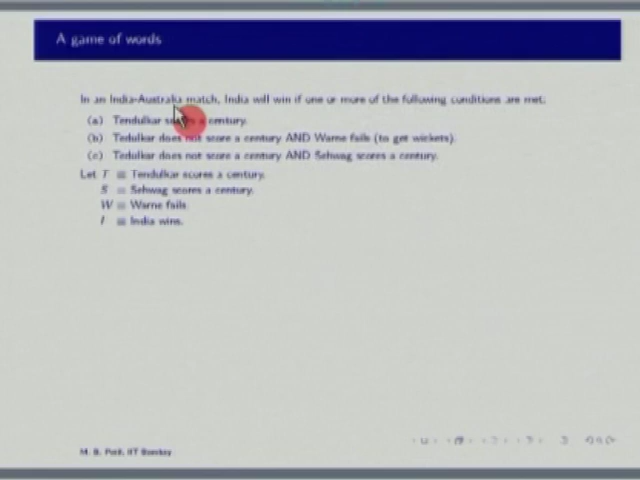 A game of words
In an India-Australia match, India will win if one or more of the following conditions are met:
(a) Tendulkar scores a century.
(b) Tedulkar does not score a century AND Warne fails (to get wickets).
(c) Tedulkar does not score a century AND Sehwag scores a century.
Let T ≡ Tendulkar scores a century.
S ≡ Sehwag scores a century.
W ≡ Warne fails.
I ≡ India wins.
M. B. Patil, IIT Bombay